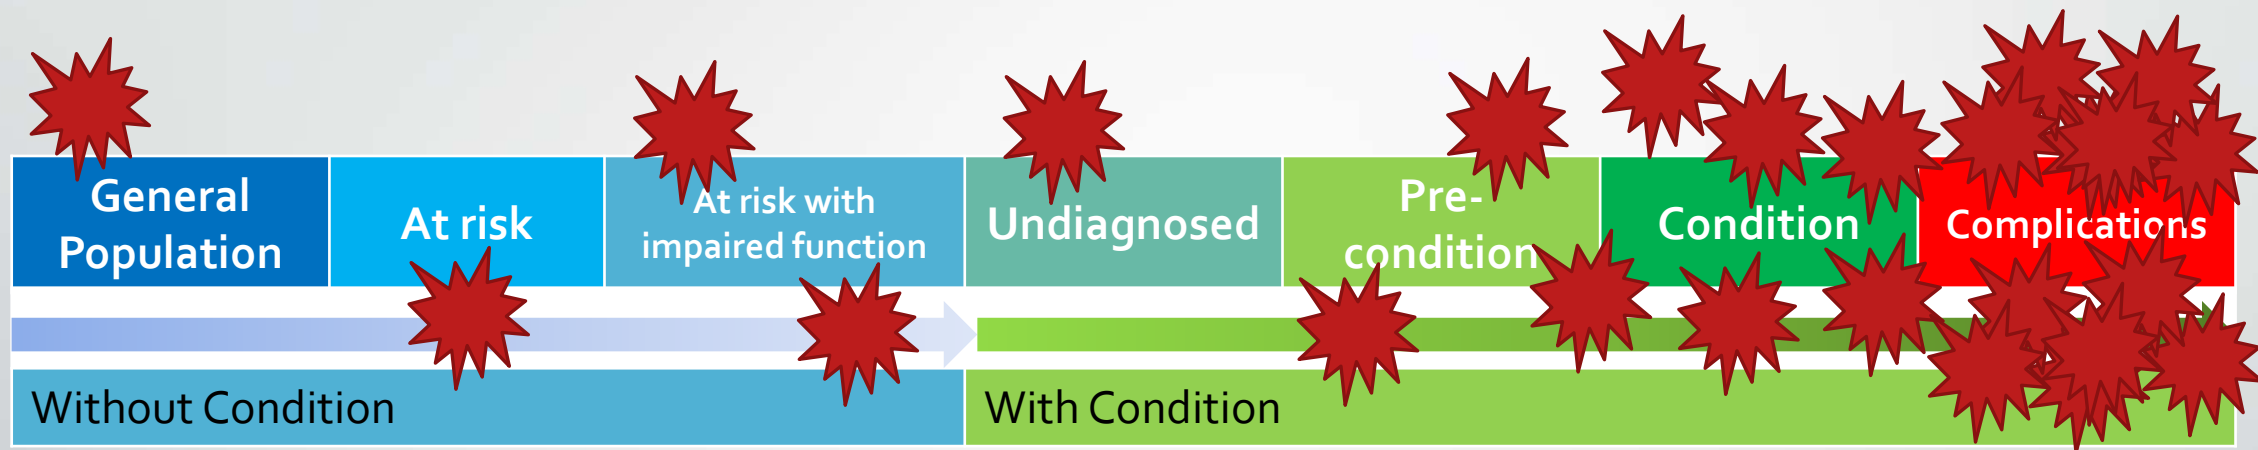 General
Population
At risk
At risk with
impaired function
Undiagnosed
Pre-
condition
Condition
Complications
Without Condition
With Condition